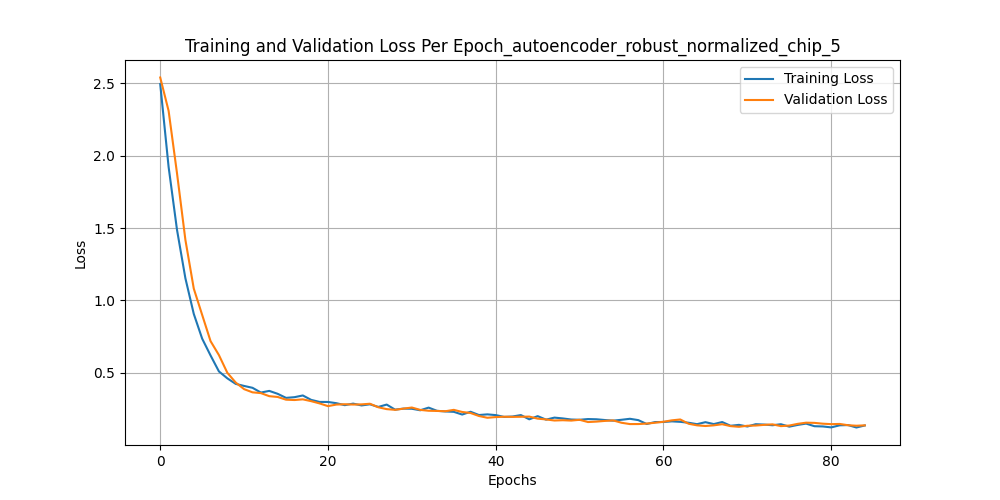 Training and Validation Loss Per Epoch_autoencoder_robust_normalized_chip_5
Training Loss
Validation Loss
Loss
2.5
2.0
1.5
1.0
0.5
0
20
40
60
80
Epochs